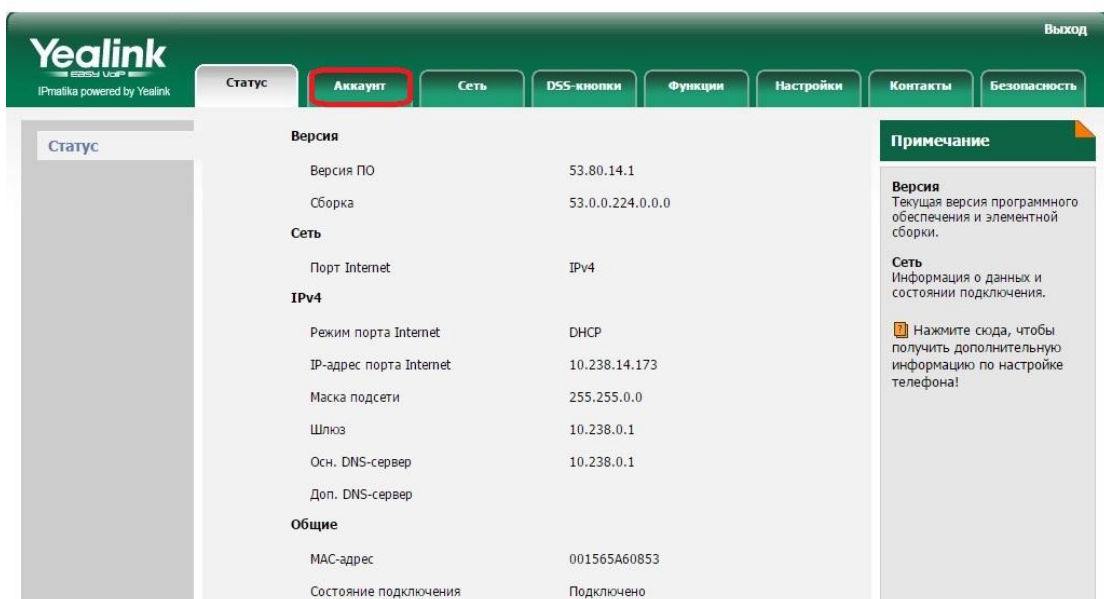 Выход
Yealink
EASY VoIP
IPmatika powered by Yealink
Статус
Аккаунт
Сеть
DSS-кнопки
Функции
Настройки
Контакты
Безопасность
Статус
Версия
Версия ПО 53.80.14.1
Сборка 53.0.0.224.0.0.0
Сеть
Порт Internet IPv4
IPv4
Режим порта Internet DHCP
IP-адрес порта Internet 10.238.14.173
Маска подсети 255.255.0.0
Шлюз 10.238.0.1
Осн. DNS-сервер 10.238.0.1
Доп. DNS-сервер
Общие
MAC-адрес 001565A60853
Состояние подключения Подключено
Примечание
Версия
Текущая версия программного
обеспечения и элементной
сборки.
Сеть
Информация о данных и
состоянии подключения.
? Нажмите сюда, чтобы
получить дополнительную
информацию по настройке
телефона!